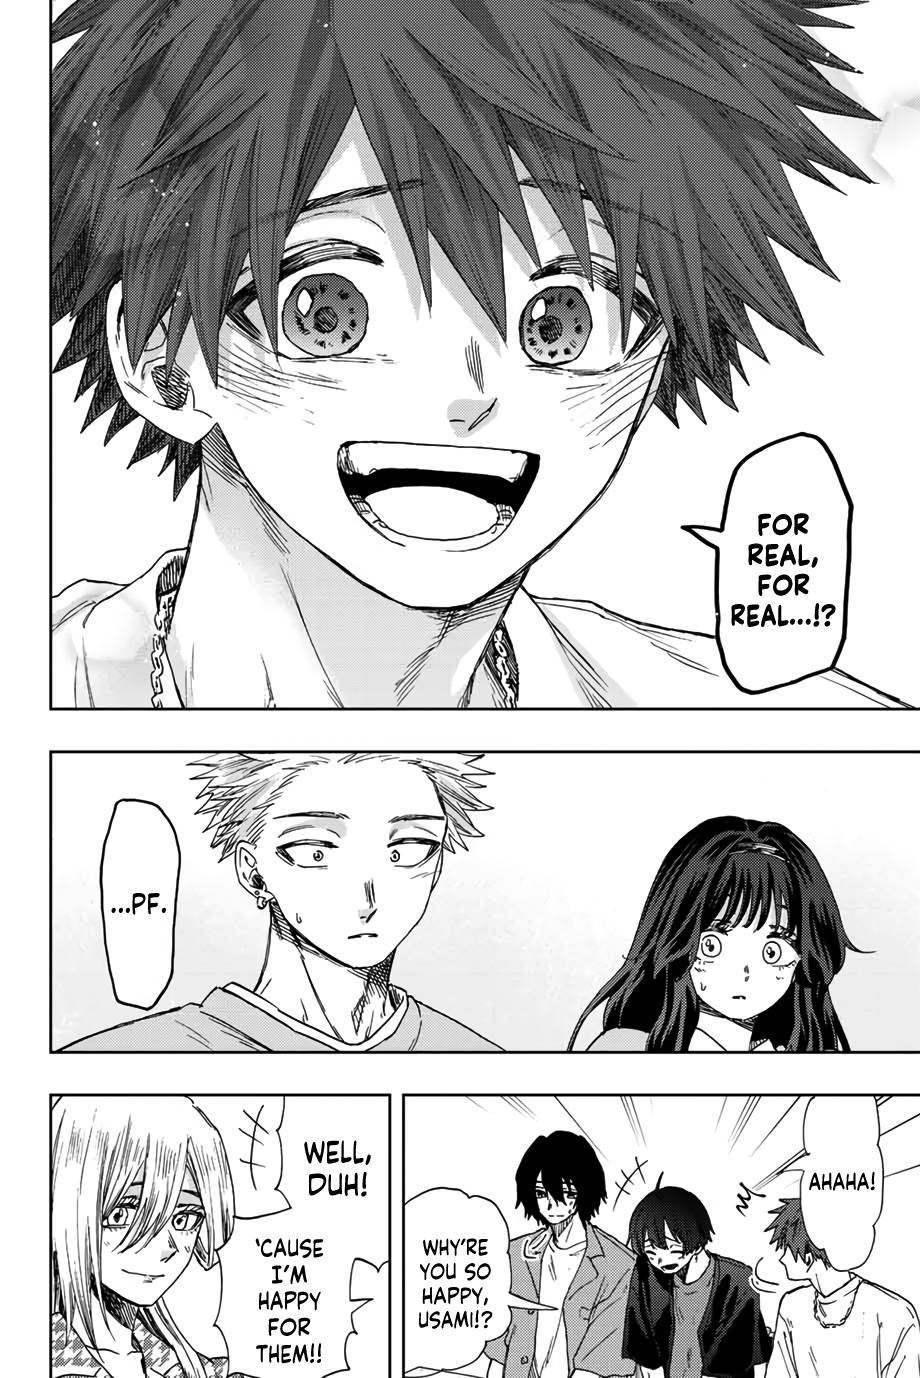 FOR
REAL,
FOR
REAL...!?
...PF.
AHAHA!
WHY'RE
YOU SO
HAPPY,
USAMI!?
WELL,
DUH!
'CAUSE
I'M
HAPPY
FOR
THEM!!